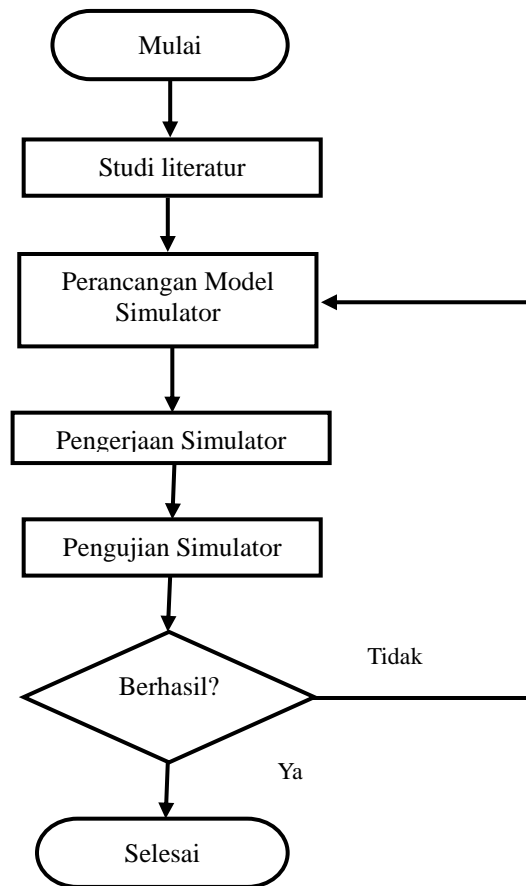 Mulai
Studi literatur
Perancangan Model
Simulator
Pengerjaan Simulator
Pengujian Simulator
Berhasil?
Tidak
Ya
Selesai